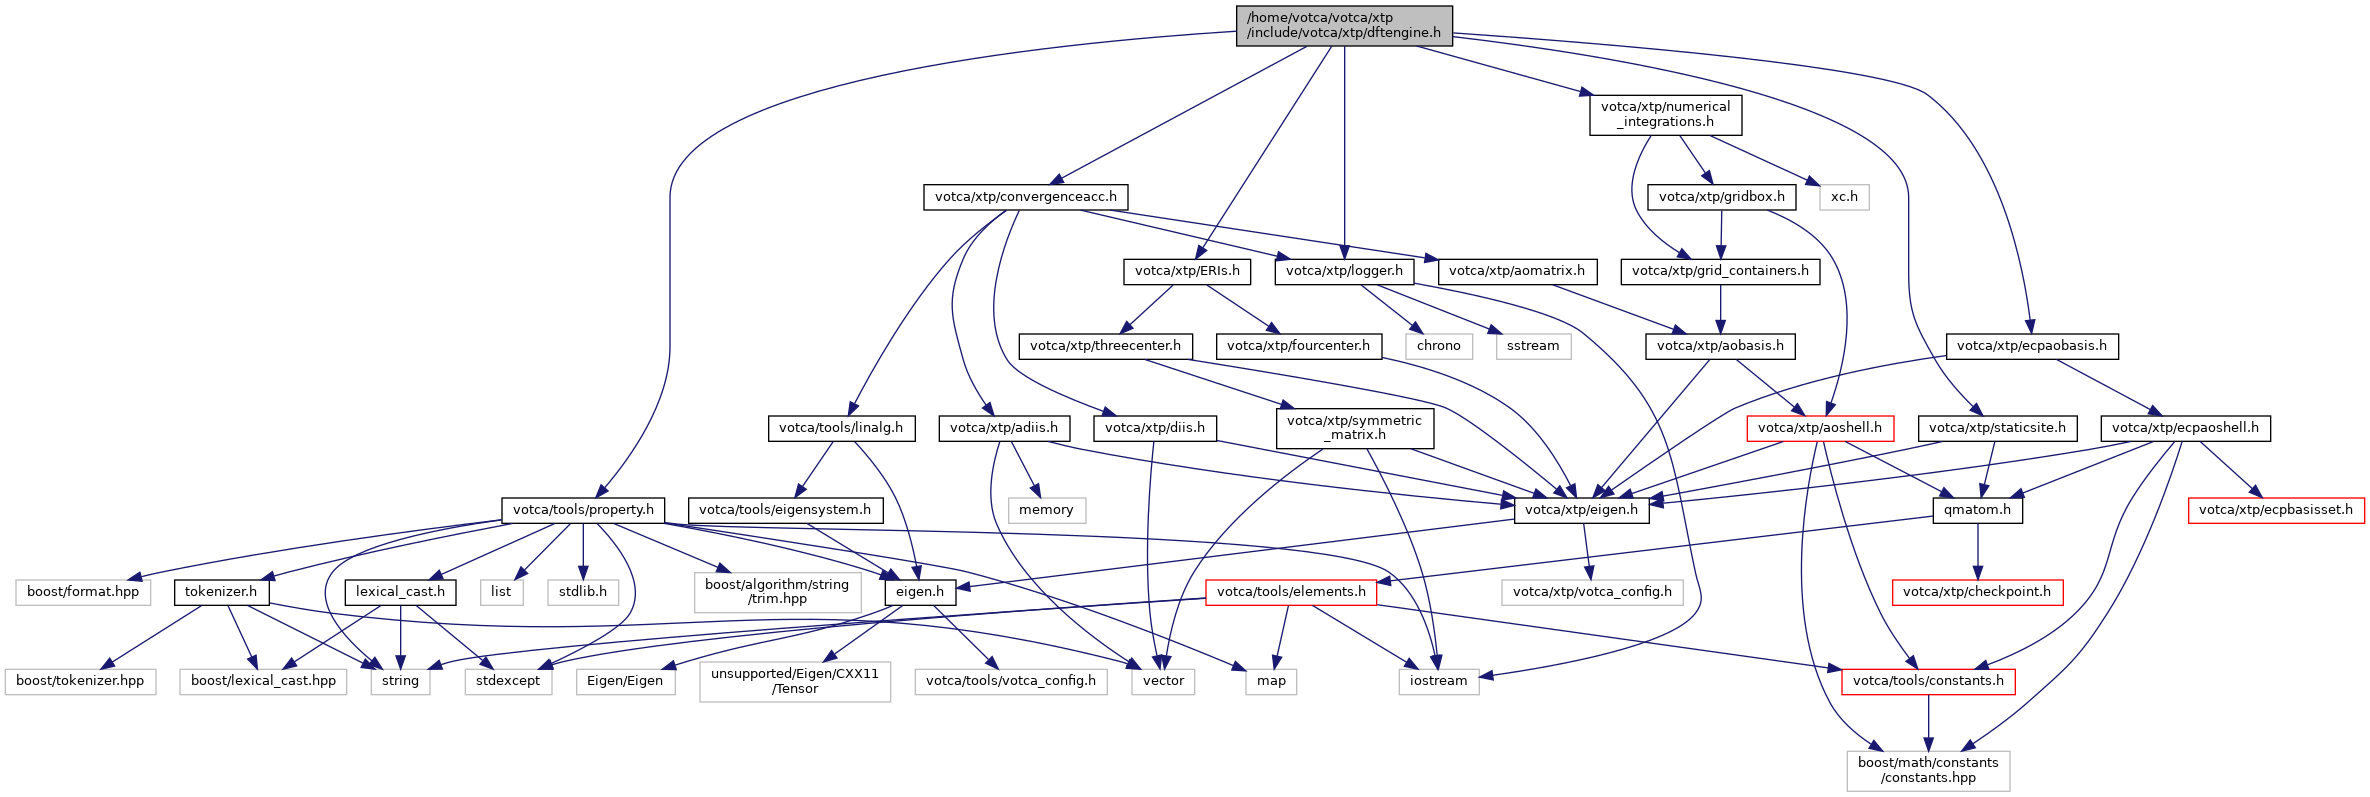 /home/votca/votca/xtp
/include/votca/xtp/dftengine.h
votca/xtp/numerical
_integrations.h
votca/xtp/convergenceacc.h
votca/xtp/gridbox.h
xc.h
votca/xtp/ERIs.h
votca/xtp/logger.h
votca/xtp/aomatrix.h
votca/xtp/grid_containers.h
votca/xtp/threecenter.h
votca/xtp/fourcenter.h
chrono
sstream
votca/xtp/aobasis.h
votca/xtp/ecpaobasis.h
votca/tools/linalg.h
votca/xtp/adiis.h
votca/xtp/diis.h
votca/xtp/symmetric
_matrix.h
votca/xtp/aoshell.h
votca/xtp/staticsite.h
votca/xtp/ecpaoshell.h
votca/tools/property.h
votca/tools/eigensystem.h
memory
votca/xtp/eigen.h
qmatom.h
votca/xtp/ecpbasisset.h
boost/format.hpp
tokenizer.h
lexical_cast.h
list
stdlib.h
boost/algorithm/string
/trim.hpp
eigen.h
votca/tools/elements.h
votca/xtp/votca_config.h
votca/xtp/checkpoint.h
boost/tokenizer.hpp
boost/lexical_cast.hpp
string
stdexcept
Eigen/Eigen
unsupported/Eigen/CXX11
/Tensor
votca/tools/votca_config.h
vector
map
iostream
votca/tools/constants.h
boost/math/constants
/constants.hpp